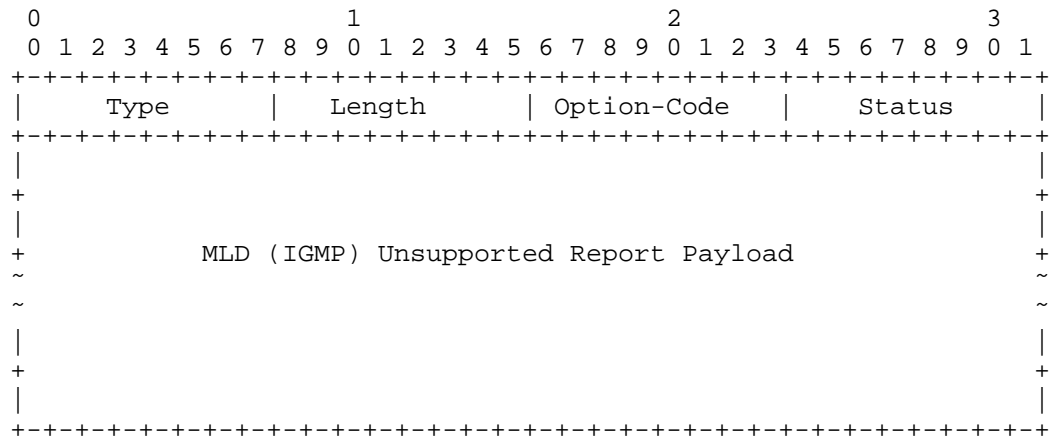 0                   1                   2                   3
 0 1 2 3 4 5 6 7 8 9 0 1 2 3 4 5 6 7 8 9 0 1 2 3 4 5 6 7 8 9 0 1
+-+-+-+-+-+-+-+-+-+-+-+-+-+-+-+-+-+-+-+-+-+-+-+-+-+-+-+-+-+-+-+-+
|     Type      |   Length      | Option-Code   |    Status     |
+-+-+-+-+-+-+-+-+-+-+-+-+-+-+-+-+-+-+-+-+-+-+-+-+-+-+-+-+-+-+-+-+
|                                                               |
+                                                               +
|                                                               |
+           MLD (IGMP) Unsupported Report Payload               +
~                                                               ~
~                                                               ~
|                                                               |
+                                                               +
|                                                               |
+-+-+-+-+-+-+-+-+-+-+-+-+-+-+-+-+-+-+-+-+-+-+-+-+-+-+-+-+-+-+-+-+